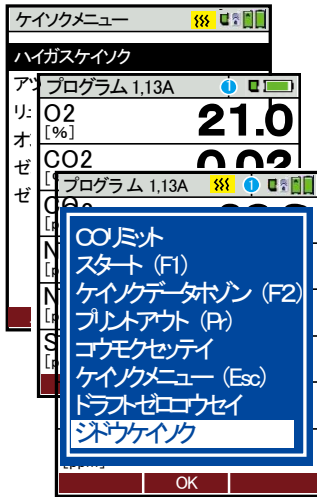 ケイソクメニュー
ハイガスケイソク
ア
リ
オ
ゼ
ゼ
プログラム 1,13A
O2
[%]
21.0
CO2
プログラム 1,13A
COリミット
スタート (F1)
ケイソクデータホゾン (F2)
プリントアウト (Pr)
コウモクセッテイ
ケイソクメニュー (Esc)
ドラフトゼロコウセイ
ジドウケイソク
OK